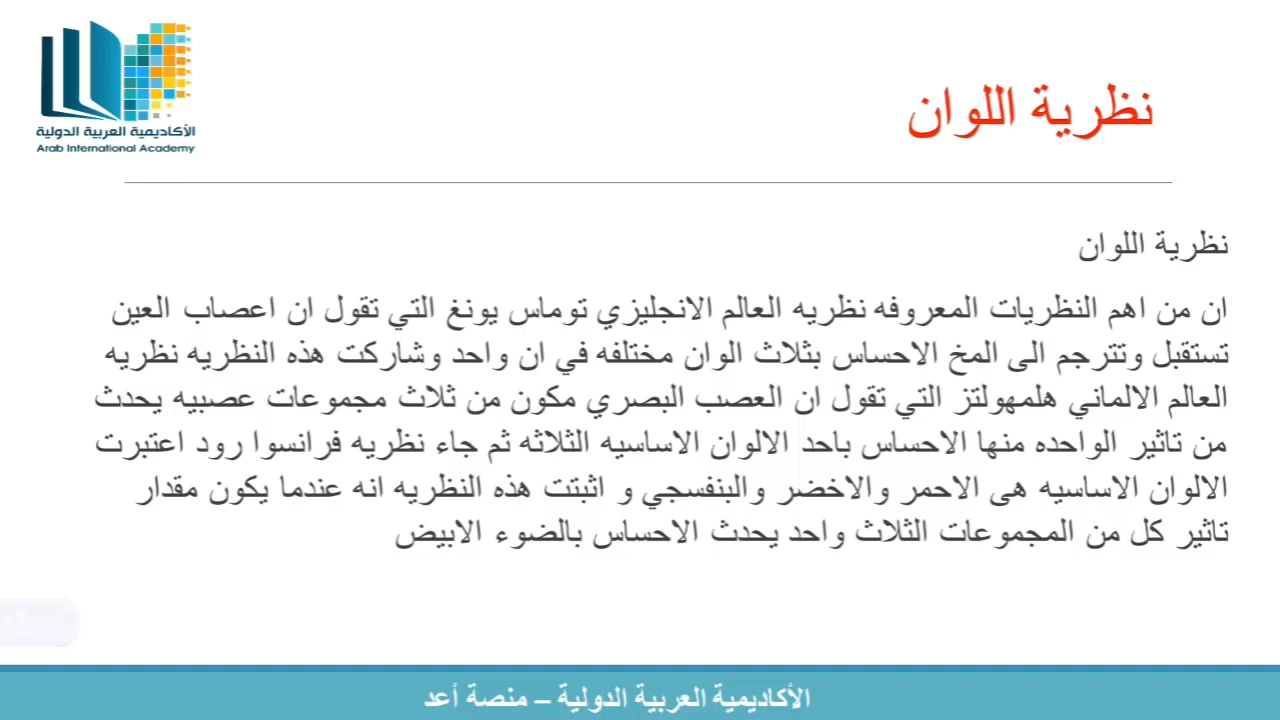 الأكاديمية العربية الدولية
Arab International Academy
نظرية اللوان
نظرية اللوان
ان من اهم النظريات المعروفه نظريه العالم الانجليزي توماس يونغ التي تقول ان اعصاب العين
تستقبل وتترجم الى المخ الاحساس بثلاث الوان مختلفه في ان واحد وشاركت هذه النظريه نظريه
العالم الالماني هلمهولتز التي تقول ان العصب البصري مكون من ثلاث مجموعات عصبيه يحدث
من تاثير الواحده منها الاحساس باحد الالوان الاساسيه الثلاثه ثم جاء نظريه فرانسوا رود اعتبرت
الالوان الاساسيه هى الاحمر والاخضر والبنفسجي و اثبتت هذه النظريه انه عندما يكون مقدار
تاثير كل من المجموعات الثلاث واحد يحدث الاحساس بالضوء الابيض
الأكاديمية العربية الدولية – منصة أعد